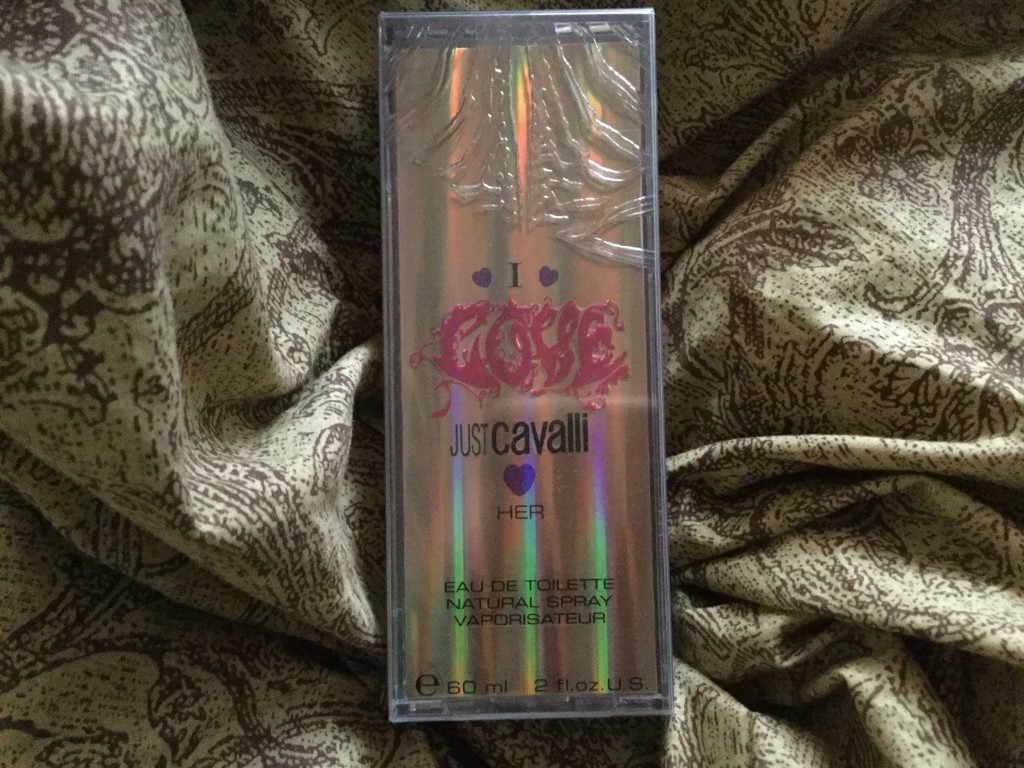 I
LOVE
JUST cavalli
HER
EAU DE TOILETTE
NATURAL SPRAY
VAPORISATEUR
e 60 ml 2 fl.oz.U.S.